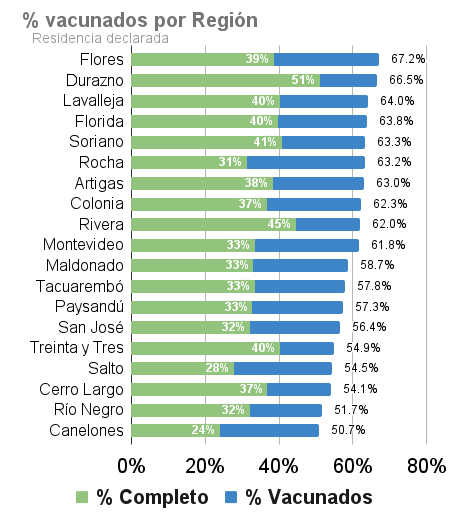 % vacunados por Región
Residencia declarada
Flores 39% 67.2%
Durazno 51% 66.5%
Lavalleja 40% 64.0%
Florida 40% 63.8%
Soriano 41% 63.3%
Rocha 31% 63.2%
Artigas 38% 63.0%
Colonia 37% 62.3%
Rivera 45% 62.0%
Montevideo 33% 61.8%
Maldonado 33% 58.7%
Tacuarembó 33% 57.8%
Paysandú 33% 57.3%
San José 32% 56.4%
Treinta y Tres 40% 54.9%
Salto 28% 54.5%
Cerro Largo 37% 54.1%
Río Negro 32% 51.7%
Canelones 24% 50.7%
0% 20% 40% 60% 80%
% Completo % Vacunados